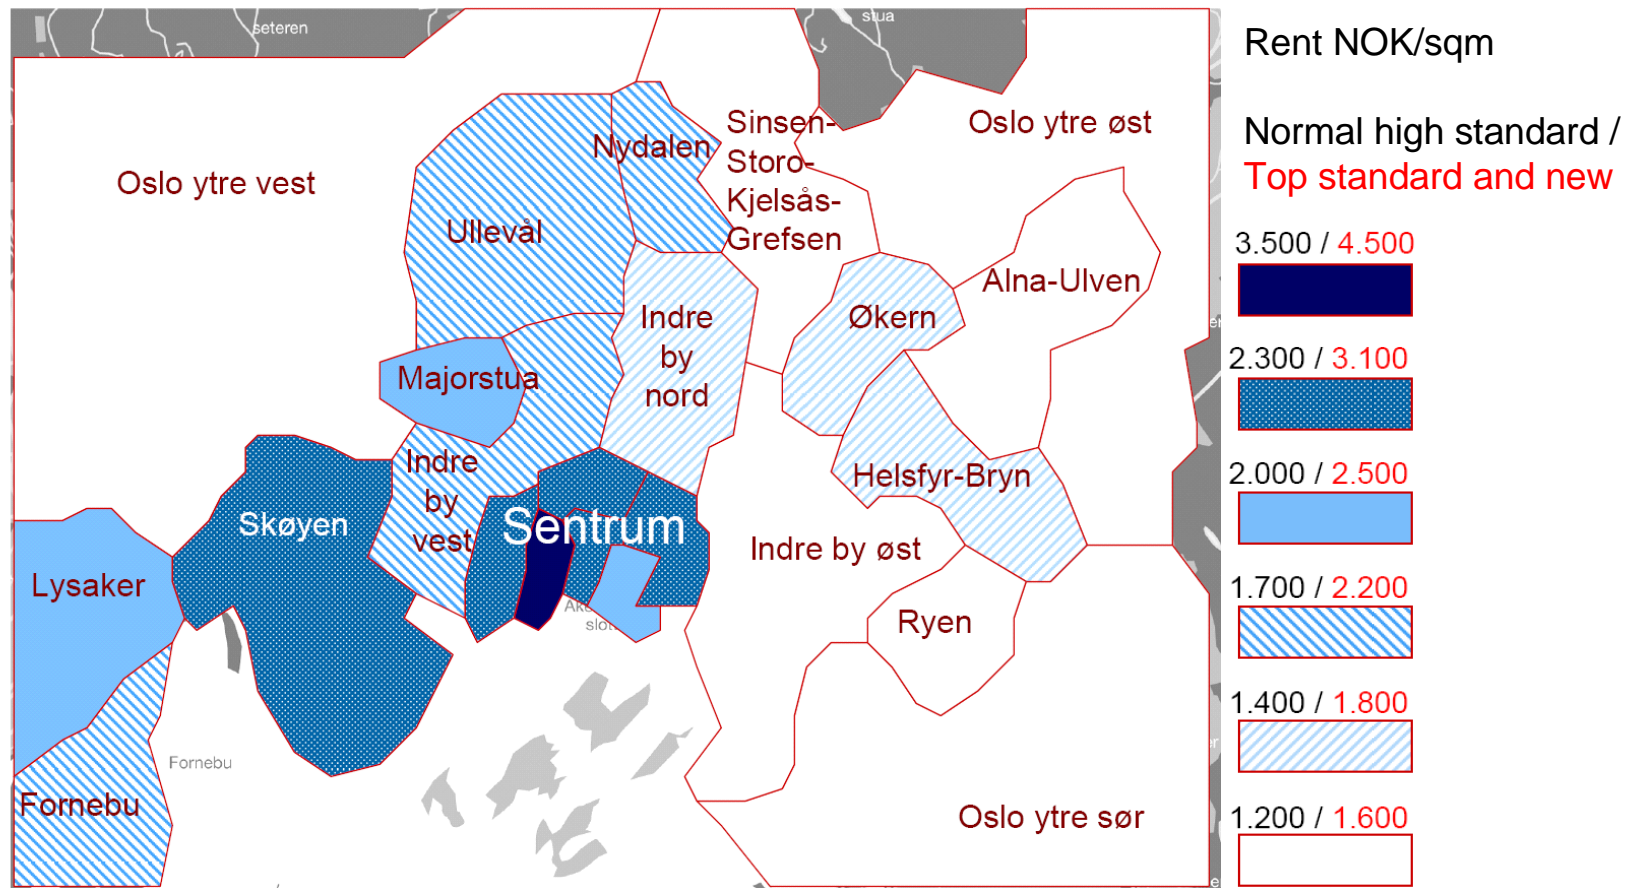 seteren
stua
Rent NOK/sqm
Normal high standard /
Top standard and new
Oslo ytre vest
Nydalen
Sinsen-
Storo-
Kjelsås-
Grefsen
Oslo ytre øst
Ullevål
Alna-Ulven
Indre
by
nord
Økern
Majorstua
Indre
by
vest
Helsfyr-Bryn
Skøyen
Sentrum
Indre by øst
Lysaker
slott
Ryen
Fornebu
Fornebu
Oslo ytre sør
3.500 / 4.500
2.300 / 3.100
2.000 / 2.500
1.700 / 2.200
1.400 / 1.800
1.200 / 1.600